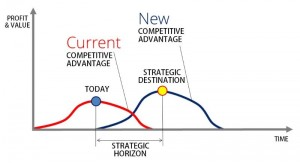 PROFIT
& VALUE
New
COMPETITIVE
ADVANTAGE
Current
COMPETITIVE
ADVANTAGE
STRATEGIC
DESTINATION
TODAY
TIME
STRATEGIC
HORIZON